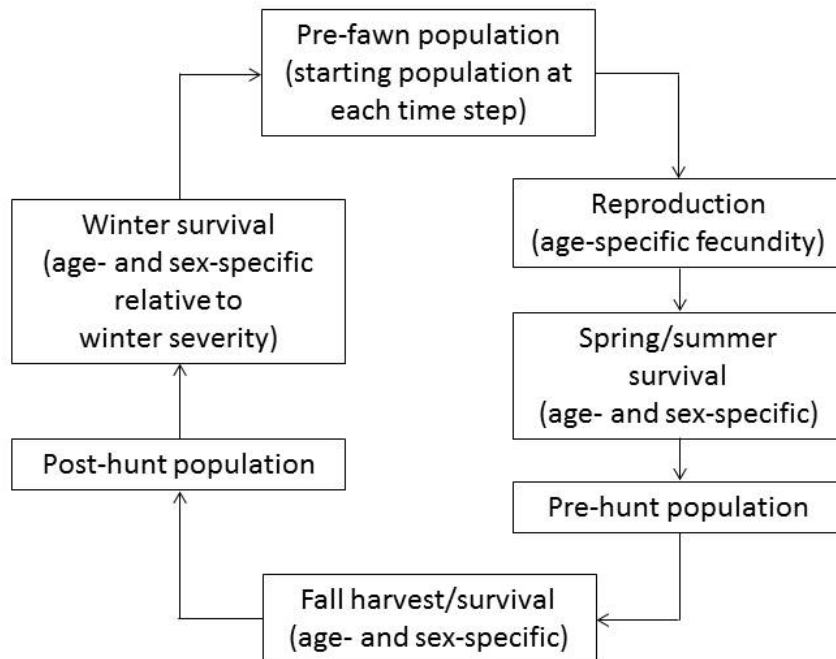 Pre-fawn population
(starting population at
each time step)
Reproduction
(age-specific fecundity)
Spring/summer
survival
(age- and sex-specific)
Pre-hunt population
Fall harvest/survival
(age- and sex-specific)
Post-hunt population
Winter survival
(age- and sex-specific
relative to
winter severity)